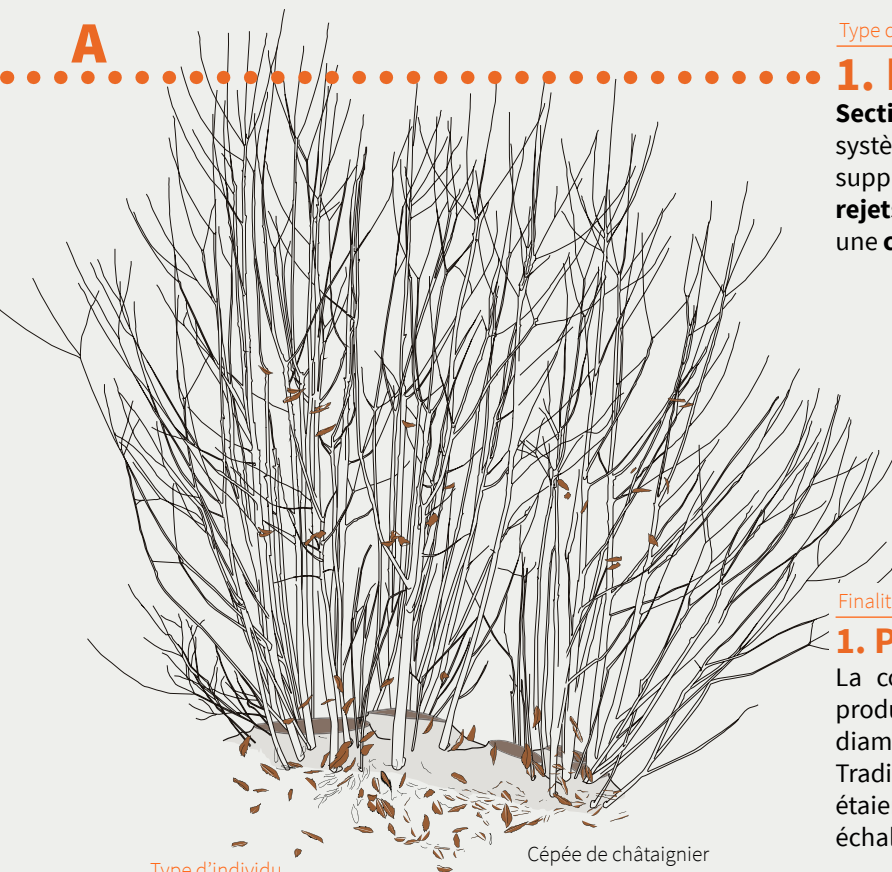 A
Type
1.
Secti
systè
supp
rejet
une
Finalit
1. P
La co
produ
diam
Tradi
étaie
échal
Cépée de châtaignier
Type d’individu